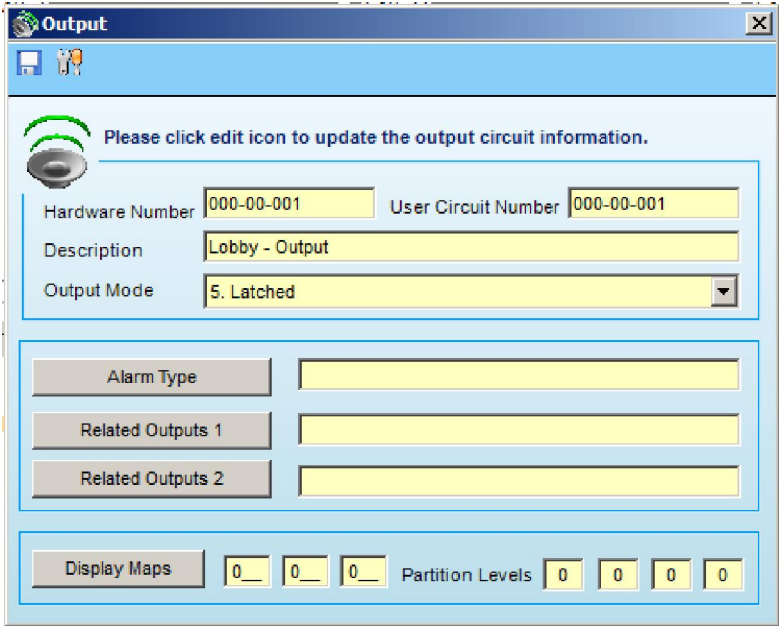 Output
Please click edit icon to update the output circuit information.
Hardware Number 000-00-001 User Circuit Number 000-00-001
Description Lobby - Output
Output Mode 5. Latched
Alarm Type
Related Outputs 1
Related Outputs 2
Display Maps 0__ 0__ 0__ Partition Levels 0 0 0 0